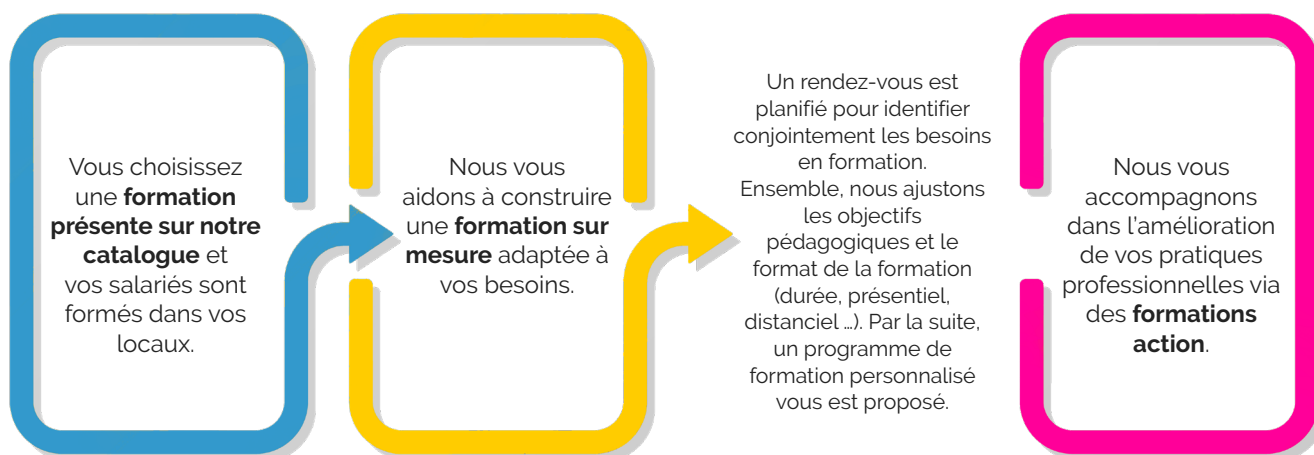 Vous choisissez
une formation
présente sur notre
catalogue et
vos salariés sont
formés dans vos
locaux.
Nous vous
aidons à construire
une formation sur
mesure adaptée à
vos besoins.
Un rendez-vous est
planifié pour identifier
conjointement les besoins
en formation.
Ensemble, nous ajustons
les objectifs
pédagogiques et le
format de la formation
(durée, présentiel,
distanciel ...). Par la suite,
un programme de
formation personnalisé
vous est proposé.
Nous vous
accompagnons
dans l'amélioration
de vos pratiques
professionnelles via
des formations
action.